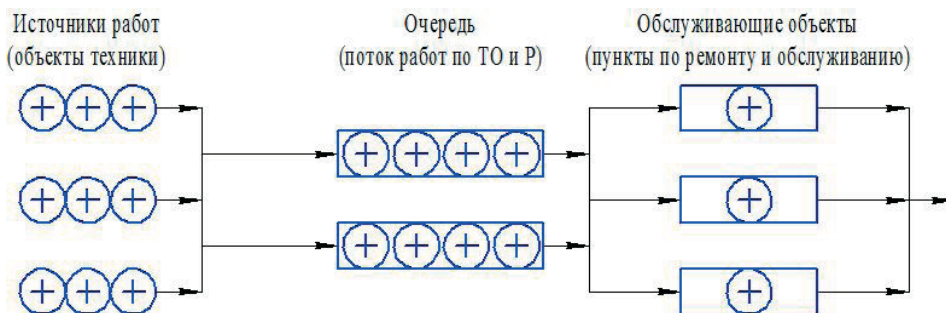 Источники работ
(объекты техники)
Очередь
(поток работ по ТО и Р)
Обслуживающие объекты
(пункты по ремонту и обслуживанию)